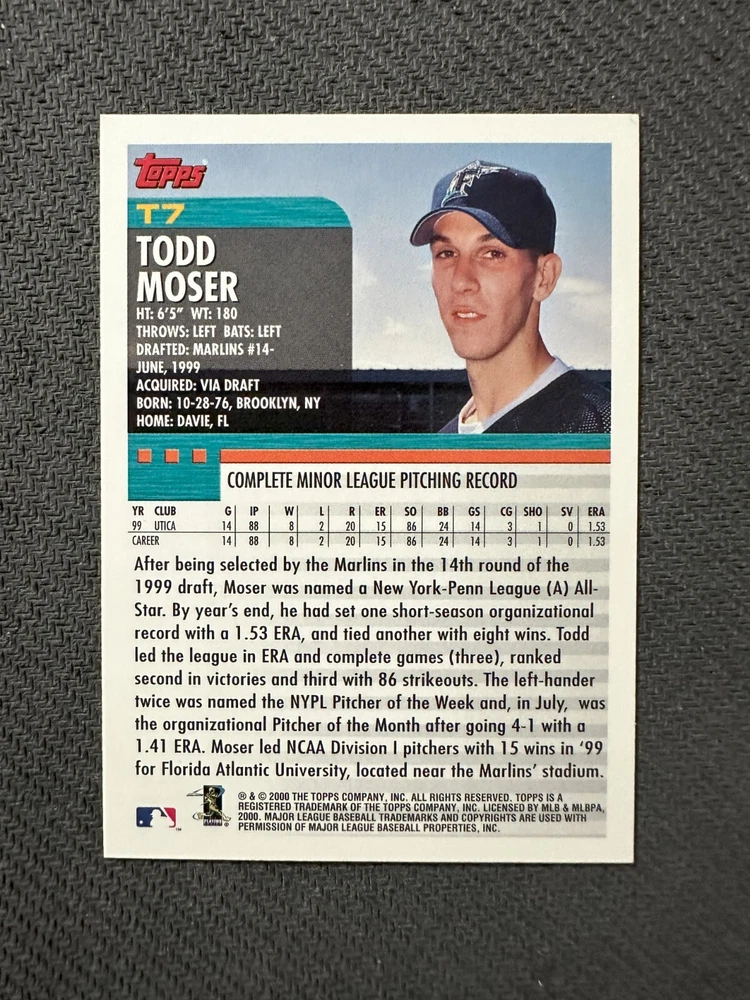 Topps
T7
TODD
MOSER
HT: 6'5" WT: 180
THROWS: LEFT BATS: LEFT
DRAFTED: MARLINS #14-
JUNE, 1999
ACQUIRED: VIA DRAFT
BORN: 10-28-76, BROOKLYN, NY
HOME: DAVIE, FL
COMPLETE MINOR LEAGUE PITCHING RECORD
YR CLUB G IP W L R ER SO BB GS CG SHO SV ERA
99 UTICA 14 88 8 2 20 15 86 24 14 3 1 0 1.53
CAREER 14 88 8 2 20 15 86 24 14 3 1 0 1.53
After being selected by the Marlins in the 14th round of the
1999 draft, Moser was named a New York-Penn League (A) All-
Star. By year's end, he had set one short-season organizational
record with a 1.53 ERA, and tied another with eight wins. Todd
led the league in ERA and complete games (three), ranked
second in victories and third with 86 strikeouts. The left-hander
twice was named the NYPL Pitcher of the Week and, in July, was
the organizational Pitcher of the Month after going 4-1 with a
1.41 ERA. Moser led NCAA Division I pitchers with 15 wins in '99
for Florida Atlantic University, located near the Marlins' stadium.
® & © 2000 THE TOPPS COMPANY, INC. ALL RIGHTS RESERVED. TOPPS IS A
REGISTERED TRADEMARK OF THE TOPPS COMPANY, INC. LICENSED BY MLB & MLBPA,
2000. MAJOR LEAGUE BASEBALL TRADEMARKS AND COPYRIGHTS ARE USED WITH
PERMISSION OF MAJOR LEAGUE BASEBALL PROPERTIES, INC.